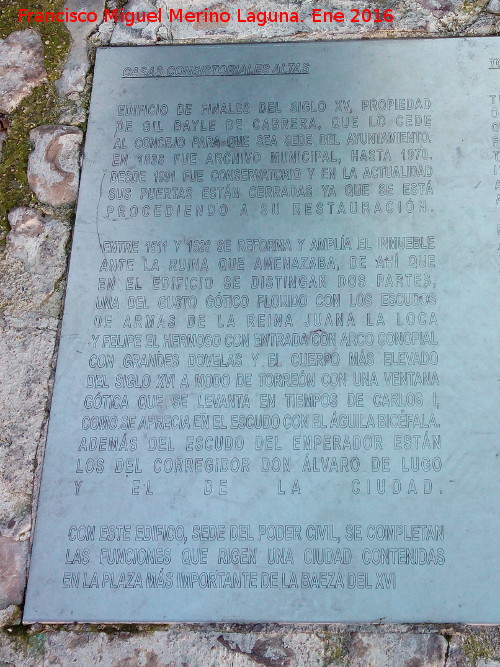 Francisco Miguel Merino Laguna. Ene 2016
CASAS CONSISTORIALES ALTAS
EDIFICIO DE FINALES DEL SIGLO XV, PROPIEDAD
DE GIL BAYLE DE CABRERA, QUE LO CEDE
AL CONCEJO PARA QUE SEA SEDE DEL AYUNTAMIENTO.
EN FUE ARCHIVO MUNICIPAL, HASTA 1970.
DESDE FUE CONSERVATORIO Y EN LA ACTUALIDAD
SUS PUERTAS ESTÁN CERRADAS YA QUE SE ESTÁ
PROCEDIENDO A SU RESTAURACIÓN.
ENTRE 1511 Y SE REFORMA Y AMPLÍA EL INMUEBLE
ANTE LA RUINA QUE AMENAZABA, DE AHÍ QUE
EN EL EDIFICIO SE DISTINGAN DOS PARTES,
UNA DEL GUSTO GÓTICO FLORIDO CON LOS ESCUDOS
DE ARMAS DE LA REINA JUANA LA LOCA
Y FELIPE EL HERMOSO CON ENTRADA CON ARCO CONOPIAL
CON GRANDES DOVELAS Y EL CUERPO MÁS ELEVADO
DEL SIGLO XVI A MODO DE TORREÓN CON UNA VENTANA
GÓTICA QUE SE LEVANTA EN TIEMPOS DE CARLOS I,
COMO SE APRECIA EN EL ESCUDO CON EL ÁGUILA BICÉFALA.
ADEMÁS DEL ESCUDO DEL EMPERADOR ESTÁN
LOS DEL CORREGIDOR DON ÁLVARO DE LUGO
Y EL DE LA CIUDAD.
CON ESTE EDIFICO, SEDE DEL PODER CIVIL, SE COMPLETAN
LAS FUNCIONES QUE RIGEN UNA CIUDAD CONTENIDAS
EN LA PLAZA MÁS IMPORTANTE DE LA BAEZA DEL XVI